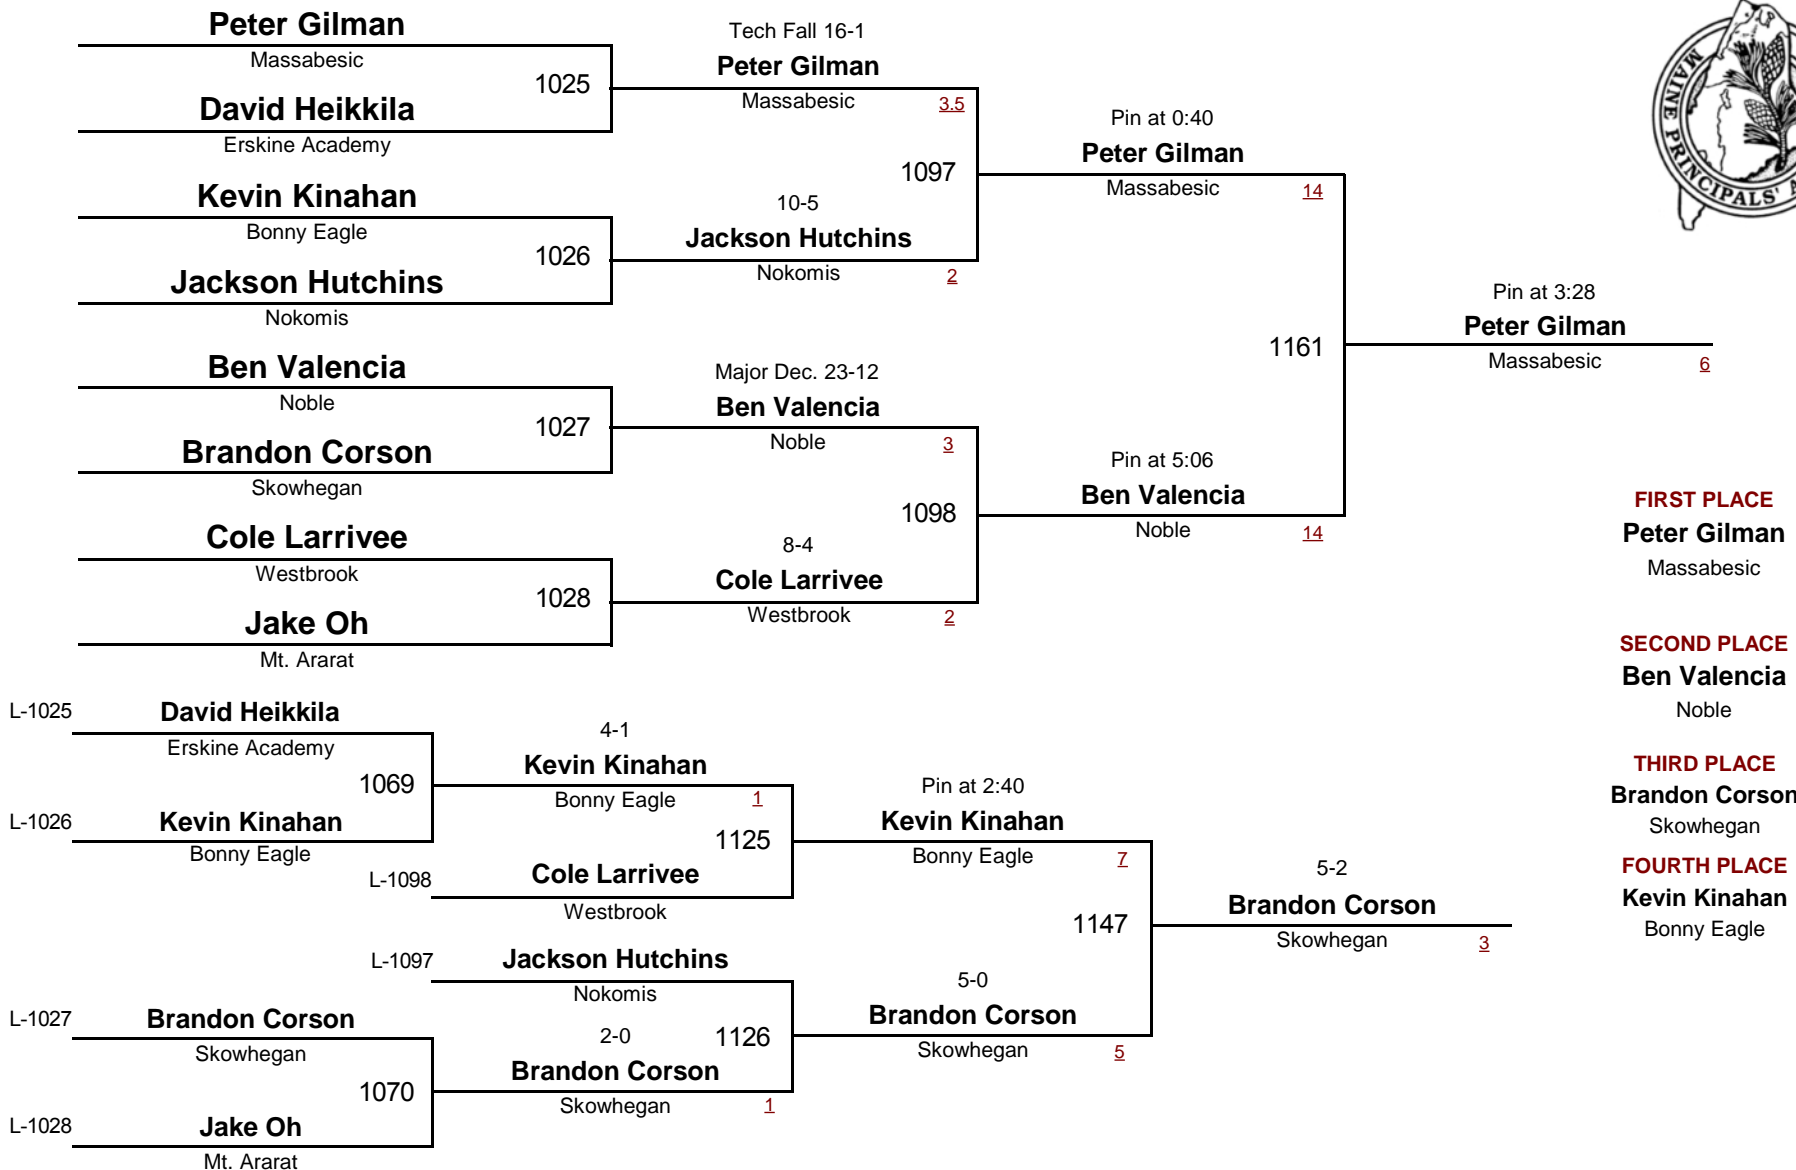 Peter Gilman
Massabesic
1025
David Heikkila
Erskine Academy
Kevin Kinahan
Bonny Eagle
1026
Jackson Hutchins
Nokomis
Ben Valencia
Noble
1027
Brandon Corson
Skowhegan
Cole Larrivee
Westbrook
1028
Jake Oh
Mt. Ararat
Tech Fall 16-1
Peter Gilman
Massabesic 3.5
1097
10-5
Jackson Hutchins
Nokomis 2
Major Dec. 23-12
Ben Valencia
Noble 3
1098
8-4
Cole Larrivee
Westbrook 2
Pin at 0:40
Peter Gilman
Massabesic 14
1161
Pin at 5:06
Ben Valencia
Noble 14
Pin at 3:28
Peter Gilman
Massabesic 6
MAINE PRINCIPALS' A
FIRST PLACE
Peter Gilman
Massabesic
SECOND PLACE
Ben Valencia
Noble
THIRD PLACE
Brandon Corson
Skowhegan
FOURTH PLACE
Kevin Kinahan
Bonny Eagle
L-1025 David Heikkila
Erskine Academy
1069
L-1026 Kevin Kinahan
Bonny Eagle
4-1
Kevin Kinahan
Bonny Eagle 1
1125
L-1098 Cole Larrivee
Westbrook
L-1097 Jackson Hutchins
Nokomis
1126
L-1027 Brandon Corson
Skowhegan
1070
L-1028 Jake Oh
Mt. Ararat
2-0
Brandon Corson
Skowhegan 1
Pin at 2:40
Kevin Kinahan
Bonny Eagle 7
1147
5-0
Brandon Corson
Skowhegan 5
5-2
Brandon Corson
Skowhegan 3